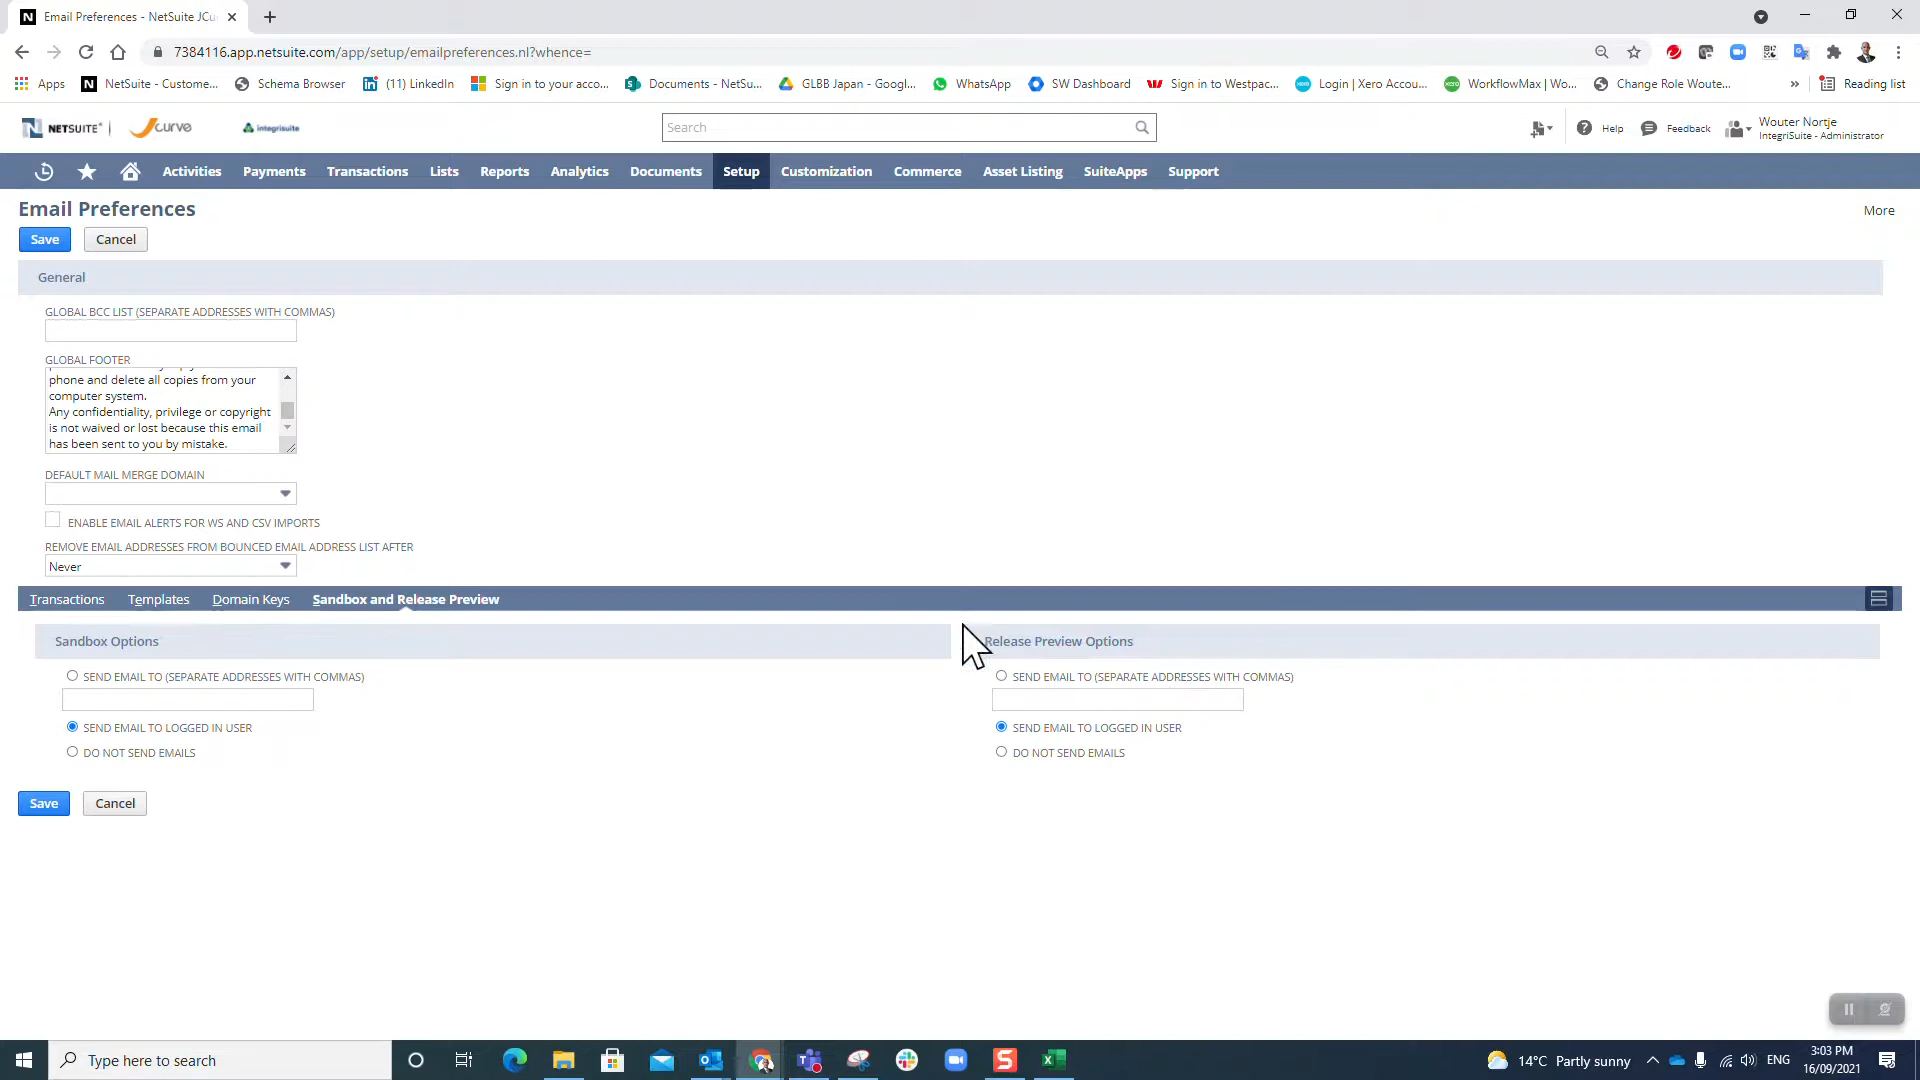 Email Preferences - NetSuite JCu
7384116.app.netsuite.com/app/setup/emailpreferences.nl?whence=
Apps
NetSuite - Custome...
Schema Browser
(11) LinkedIn
Sign in to your acco...
Documents - NetSu...
GLBB Japan - Googl...
WhatsApp
SW Dashboard
Sign in to Westpac...
Login | Xero Accou...
WorkflowMax | Wo...
Change Role Woute...
»
Reading list
NETSUITE
Jcurve
integrisuite
Search
Help
Feedback
Wouter Nortje
IntegriSuite - Administrator
Activities
Payments
Transactions
Lists
Reports
Analytics
Documents
Setup
Customization
Commerce
Asset Listing
SuiteApps
Support
Email Preferences
More
Save
Cancel
General
GLOBAL BCC LIST (SEPARATE ADDRESSES WITH COMMAS)
GLOBAL FOOTER
phone and delete all copies from your
computer system.
Any confidentiality, privilege or copyright
is not waived or lost because this email
has been sent to you by mistake.
DEFAULT MAIL MERGE DOMAIN
ENABLE EMAIL ALERTS FOR WS AND CSV IMPORTS
REMOVE EMAIL ADDRESSES FROM BOUNCED EMAIL ADDRESS LIST AFTER
Never
Transactions
Templates
Domain Keys
Sandbox and Release Preview
Sandbox Options
Release Preview Options
SEND EMAIL TO (SEPARATE ADDRESSES WITH COMMAS)
SEND EMAIL TO (SEPARATE ADDRESSES WITH COMMAS)
SEND EMAIL TO LOGGED IN USER
SEND EMAIL TO LOGGED IN USER
DO NOT SEND EMAILS
DO NOT SEND EMAILS
Save
Cancel
Type here to search
14°C Partly sunny
ENG
3:03 PM
16/09/2021